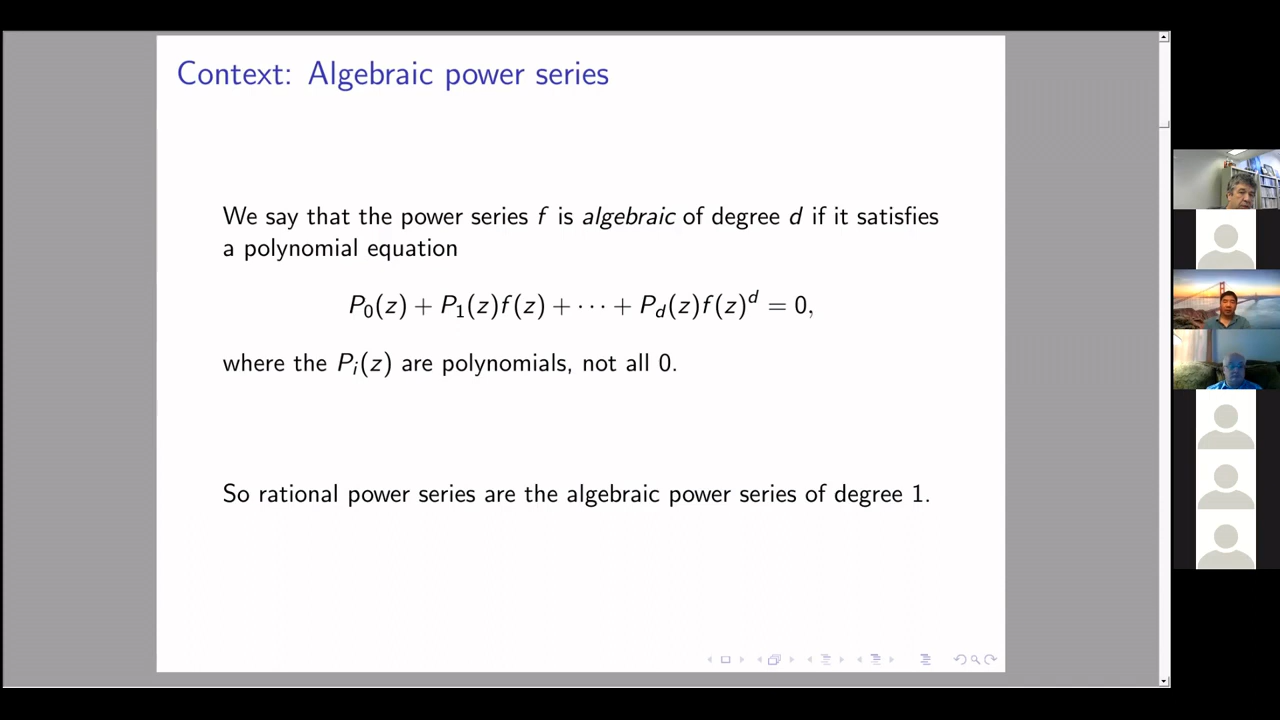 Context: Algebraic power series
We say that the power series f is algebraic of degree d if it satisfies
a polynomial equation
P₀(z) + P₁(z)f(z) + ⋯ + P_d(z)f(z)^d = 0,
where the Pᵢ(z) are polynomials, not all 0.
So rational power series are the algebraic power series of degree 1.